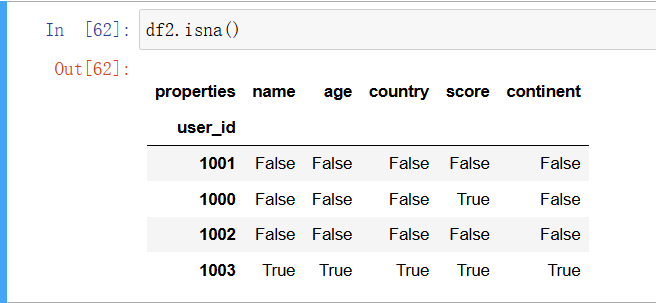 In [62]: df2.isna()
Out[62]:
properties name age country score continent
user_id
1001 False False False False False
1000 False False False True False
1002 False False False False False
1003 True True True True True